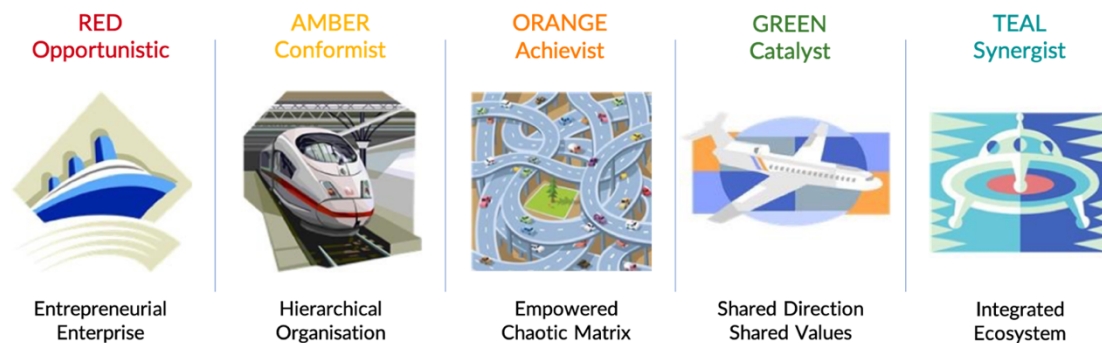 RED
Opportunistic
AMBER
Conformist
ORANGE
Achievist
GREEN
Catalyst
TEAL
Synergist
Entrepreneurial
Enterprise
Hierarchical
Organisation
Empowered
Chaotic Matrix
Shared Direction
Shared Values
Integrated
Ecosystem